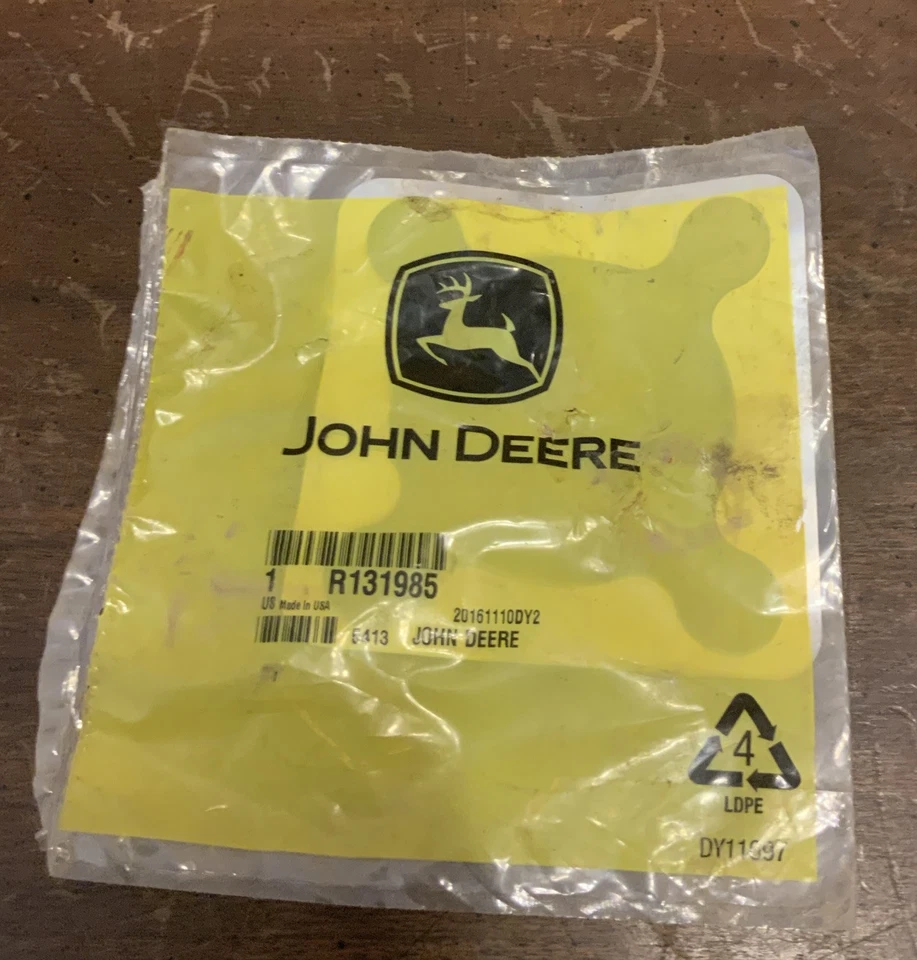 JOHN DEERE
1 R131985
US Made In USA
20161110DY2
5413 JOHN DEERE
4
LDPE
DY11997